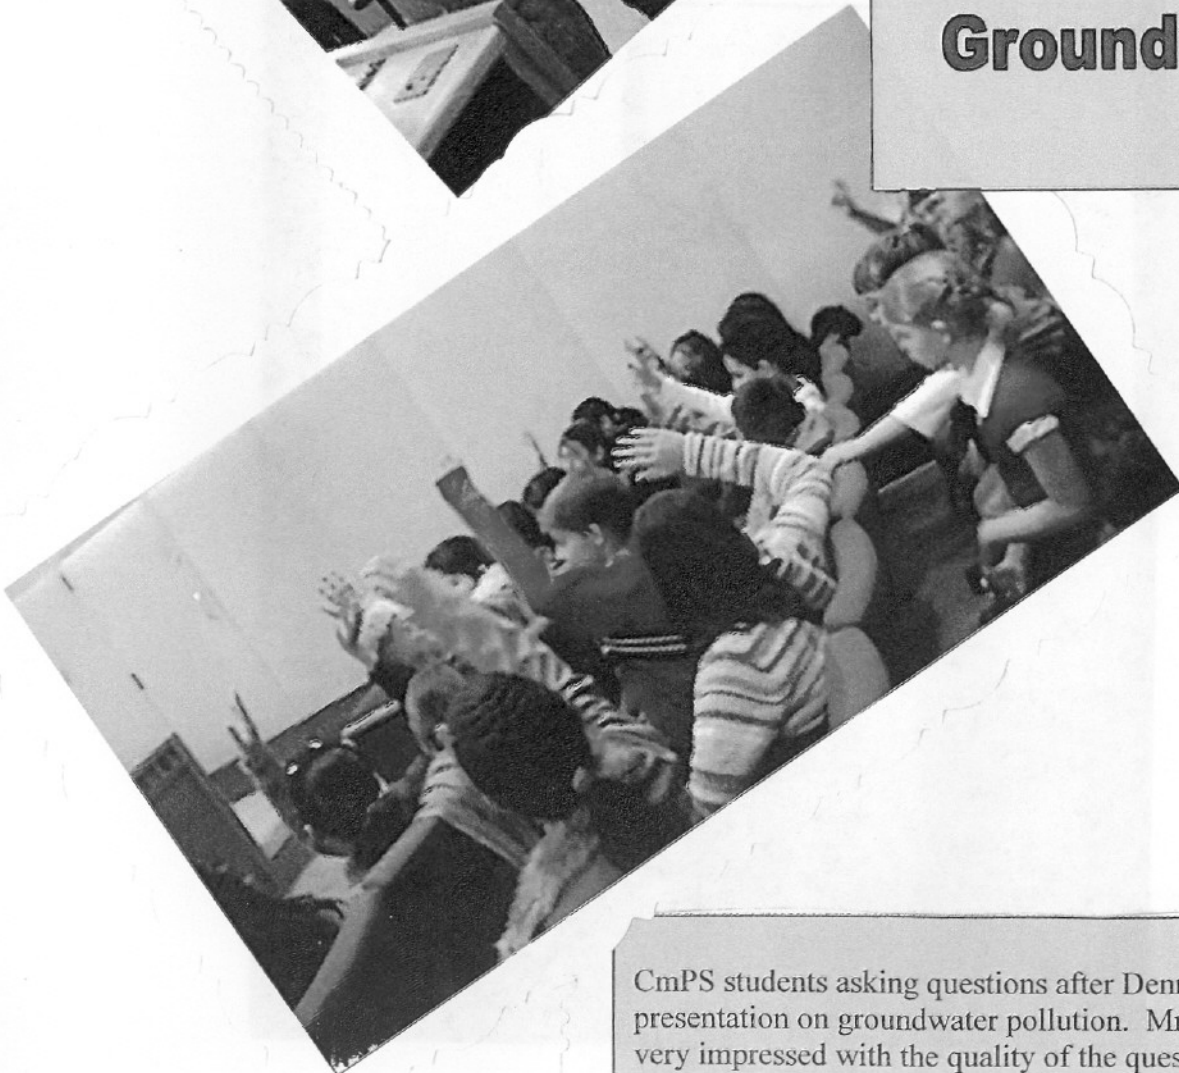 Ground
CmPS students asking questions after
presentation on groundwater pollution.
very impressed with the quality of the